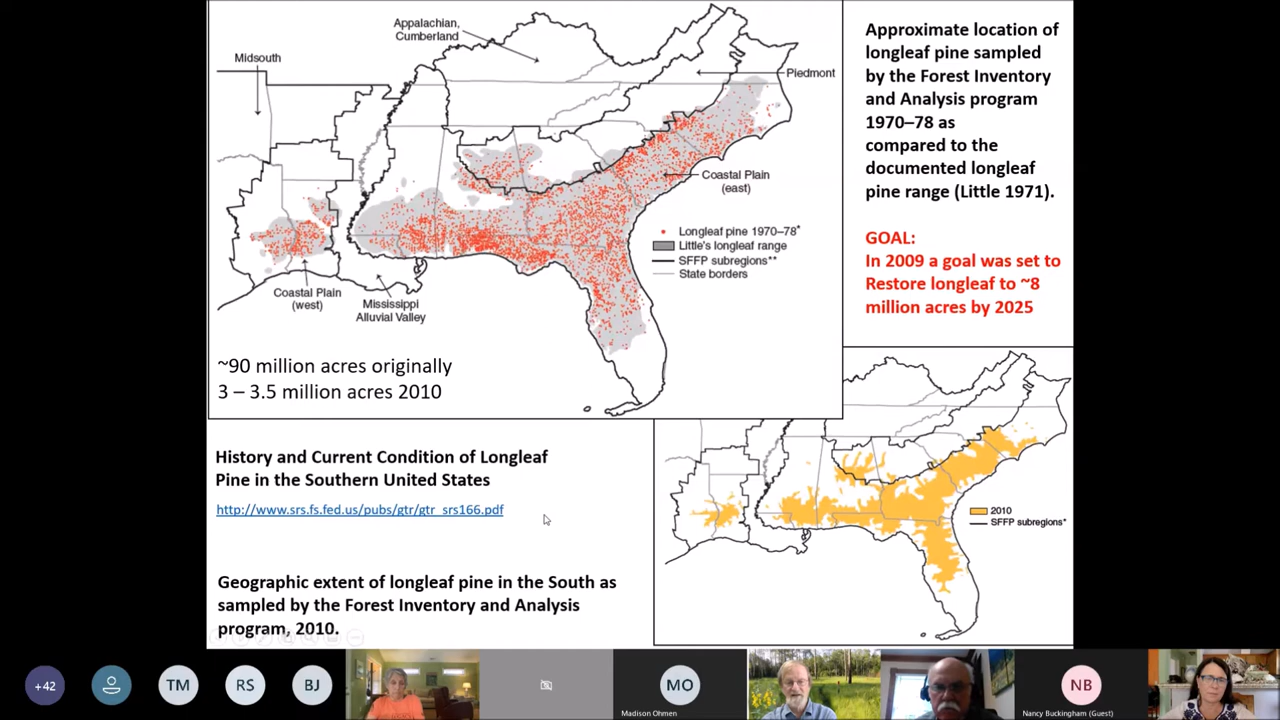 Appalachian,
Cumberland
Midsouth
Piedmont
Coastal Plain
(east)
Longleaf pine 1970–78*
Little's longleaf range
SFFP subregions**
State borders
Coastal Plain
(west)
Mississippi
Alluvial Valley
~90 million acres originally
3 – 3.5 million acres 2010
Approximate location of
longleaf pine sampled
by the Forest Inventory
and Analysis program
1970–78 as
compared to the
documented longleaf
pine range (Little 1971).
GOAL:
In 2009 a goal was set to
Restore longleaf to ~8
million acres by 2025
History and Current Condition of Longleaf
Pine in the Southern United States
http://www.srs.fs.fed.us/pubs/gtr/gtr_srs166.pdf
2010
SFFP subregions*
Geographic extent of longleaf pine in the South as
sampled by the Forest Inventory and Analysis
program, 2010.
+42
TM
RS
BJ
MO
Madison Ohmen
NB
Nancy Buckingham (Guest)